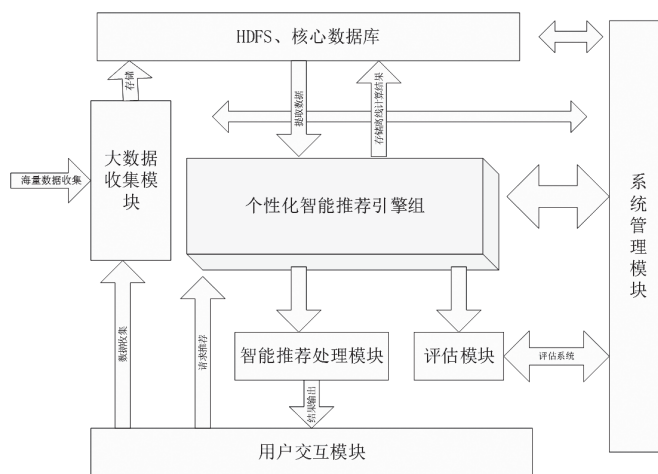 HDFS、核心数据库
存储
提取数据
存储离线计算结果
大数据
收集模
块
海量数据收集
个性化智能推荐引擎组
系
统
管
理
模
块
数据收集
请求推荐
智能推荐处理模块
评估模块
评估系统
结果输出
用户交互模块